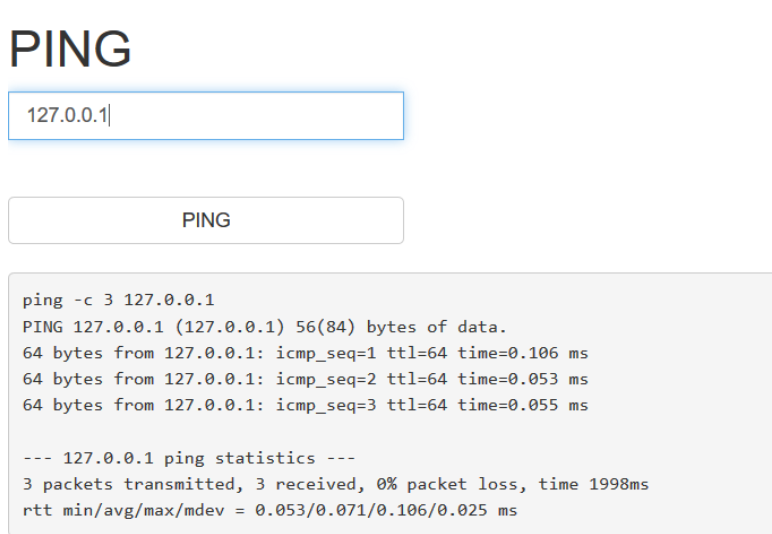 PING
127.0.0.1
PING
ping -c 3 127.0.0.1
PING 127.0.0.1 (127.0.0.1) 56(84) bytes of data.
64 bytes from 127.0.0.1: icmp_seq=1 ttl=64 time=0.106 ms
64 bytes from 127.0.0.1: icmp_seq=2 ttl=64 time=0.053 ms
64 bytes from 127.0.0.1: icmp_seq=3 ttl=64 time=0.055 ms
--- 127.0.0.1 ping statistics ---
3 packets transmitted, 3 received, 0% packet loss, time 1998ms
rtt min/avg/max/mdev = 0.053/0.071/0.106/0.025 ms